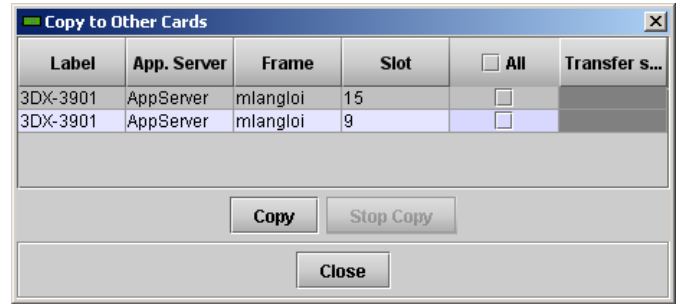 Copy to Other Cards
Label App. Server Frame Slot All Transfer s...
3DX-3901 AppServer mlangloi 15
3DX-3901 AppServer mlangloi 9
Copy Stop Copy
Close